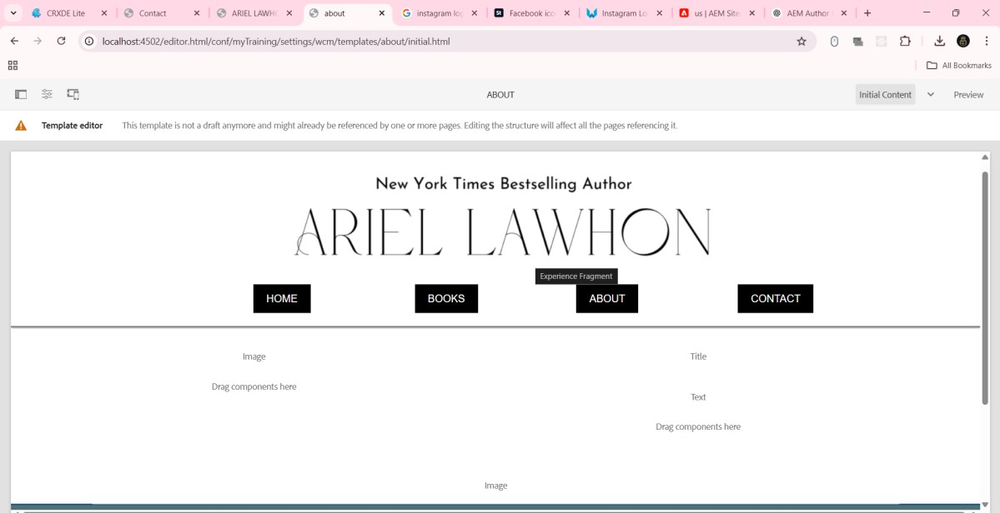 CRXDE Lite
Contact
ARIEL LAWH
about
instagram log
Facebook ico
Instagram Lo
us | AEM Site
AEM Author
localhost:4502/editor.html/conf/myTraining/settings/wcm/templates/about/initial.html
All Bookmarks
ABOUT
Initial Content
Preview
Template editor
This template is not a draft anymore and might already be referenced by one or more pages. Editing the structure will affect all the pages referencing it.
New York Times Bestselling Author
ARIEL LAWHON
Experience Fragment
HOME
BOOKS
ABOUT
CONTACT
Image
Title
Drag components here
Text
Drag components here
Image